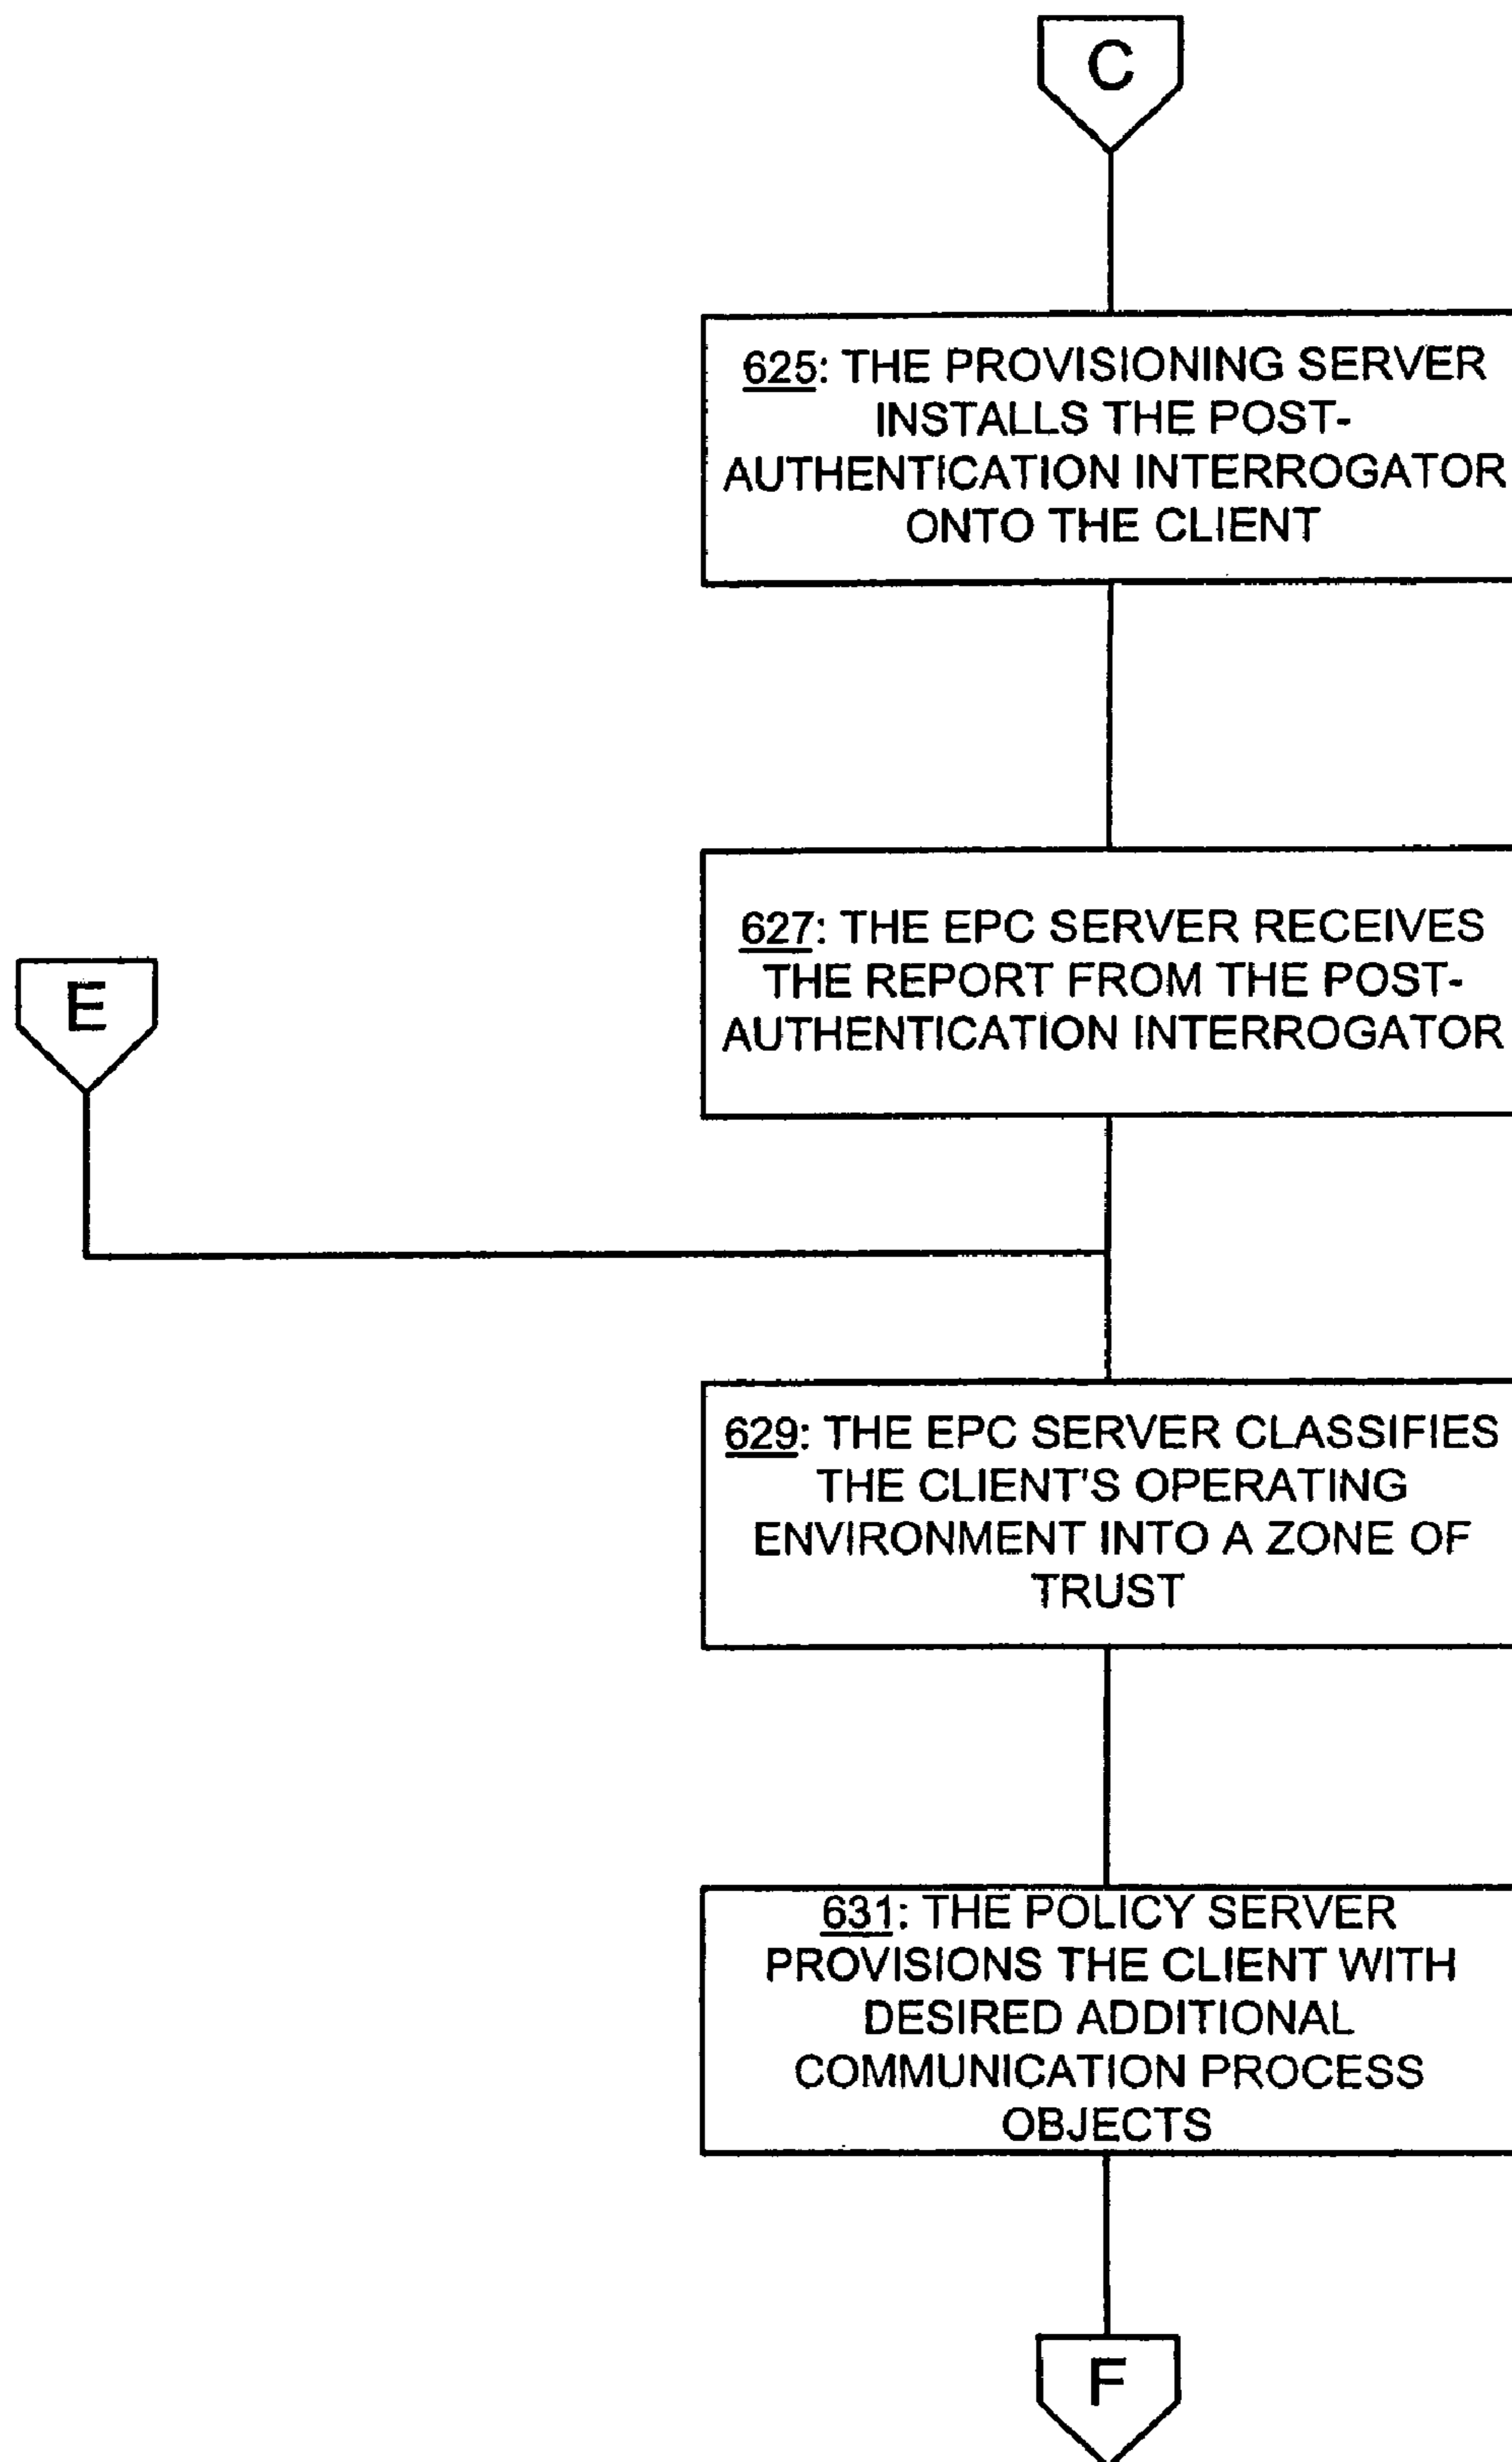 C
625: THE PROVISIONING SERVER
INSTALLS THE POST-
AUTHENTICATION INTERROGATOR
ONTO THE CLIENT
627: THE EPC SERVER RECEIVES
THE REPORT FROM THE POST-
AUTHENTICATION INTERROGATOR
E
629: THE EPC SERVER CLASSIFIES
THE CLIENT'S OPERATING
ENVIRONMENT INTO A ZONE OF
TRUST
631: THE POLICY SERVER
PROVISIONS THE CLIENT WITH
DESIRED ADDITIONAL
COMMUNICATION PROCESS
OBJECTS
F